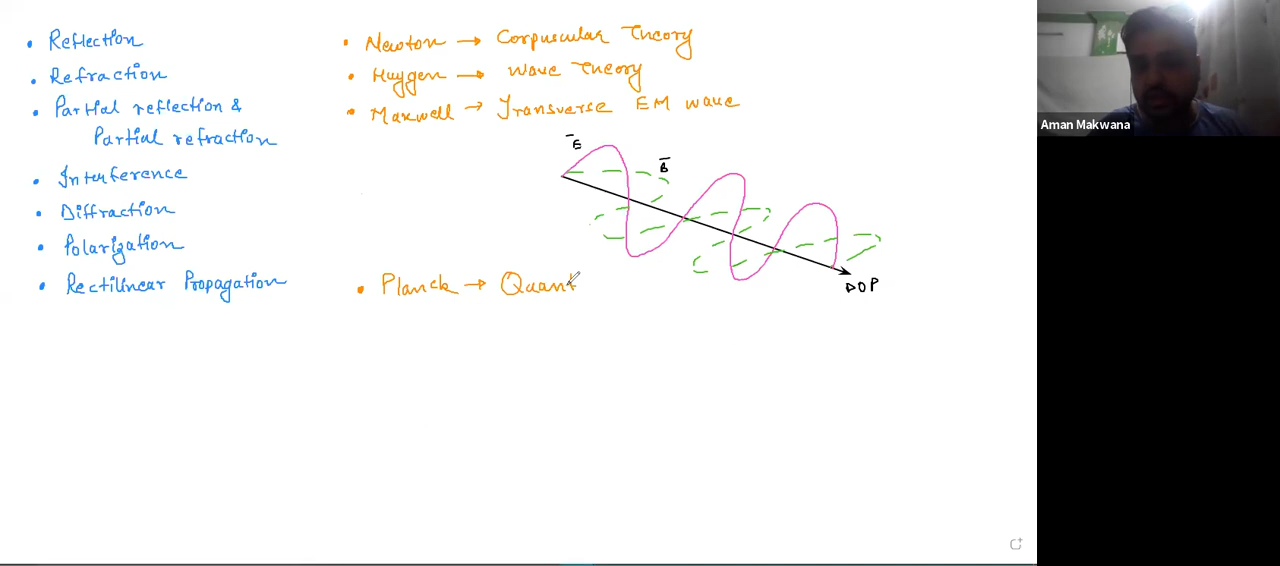 • Reflection
• Refraction
• Partial reflection &
Partial refraction
• Interference
• Diffraction
• Polarization
• Rectilinear Propagation
• Newton → Corpuscular Theory
• Huygen → Wave Theory
• Maxwell → Transverse EM wave
E
B
DOP
• Planck → Quant
Aman Makwana